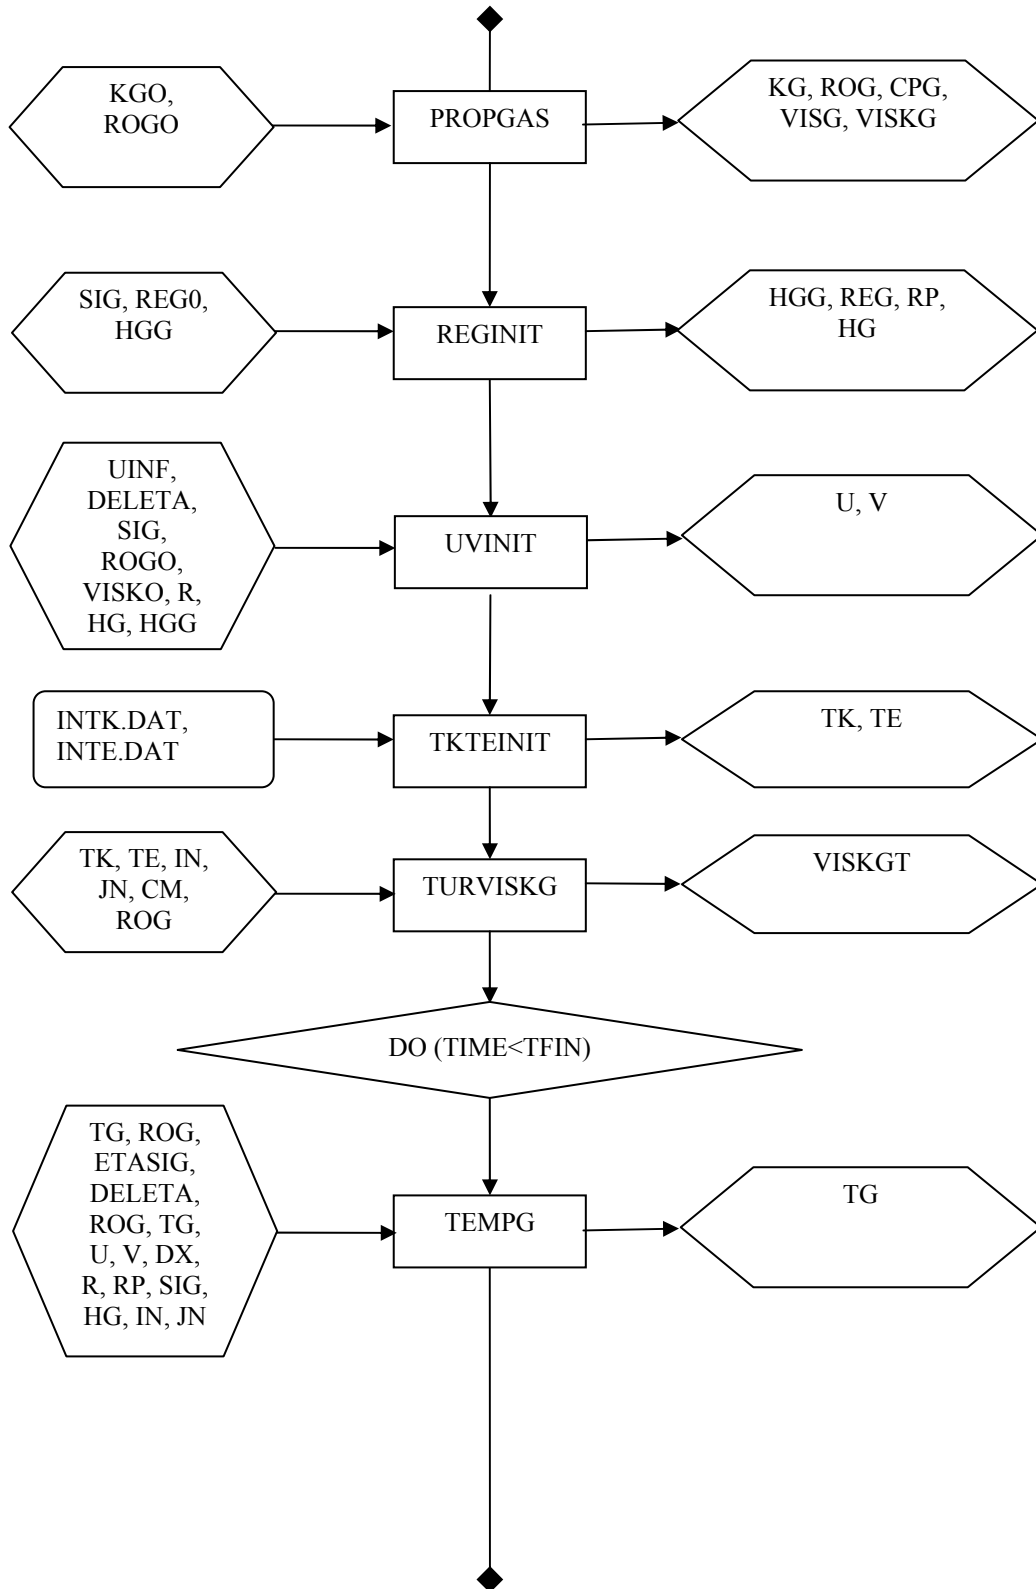 KGO,
ROGO
PROPGAS
KG, ROG, CPG,
VISG, VISKG
SIG, REG0,
HGG
REGINIT
HGG, REG, RP,
HG
UINF,
DELETA,
SIG,
ROGO,
VISKO, R,
HG, HGG
UVINIT
U, V
INTK.DAT,
INTE.DAT
TKTEINIT
TK, TE
TK, TE, IN,
JN, CM,
ROG
TURVISKG
VISKGT
DO (TIME<TFIN)
TG, ROG,
ETASIG,
DELETA,
ROG, TG,
U, V, DX,
R, RP, SIG,
HG, IN, JN
TEMPG
TG